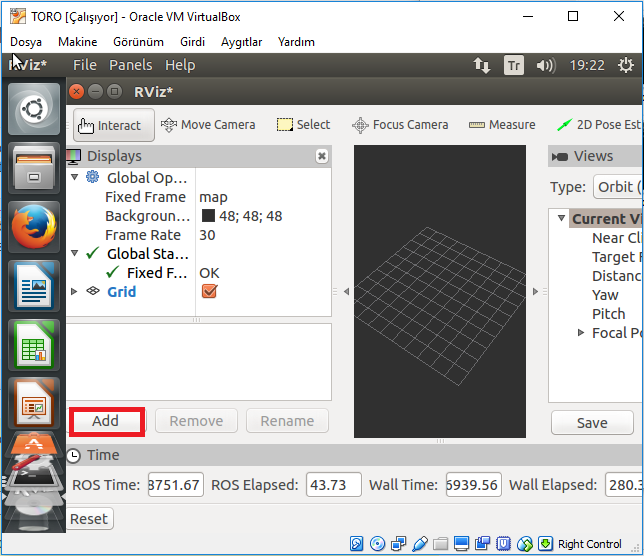 TORO [Çalışıyor] - Oracle VM VirtualBox
Dosya Makine Görünüm Girdi Aygıtlar Yardım
RViz* File Panels Help Tr 19:22
RViz*
Interact Move Camera Select Focus Camera Measure 2D Pose Est
Displays
Global Op...
Fixed Frame map
Backgroun... 48; 48; 48
Frame Rate 30
Global Sta...
Fixed F... OK
Grid
Add Remove Rename
Views
Type: Orbit (
Current Vi
Near Cli
Target F
Distanc
Yaw
Pitch
Focal Po
Save
Time
ROS Time: 8751.67 ROS Elapsed: 43.73 Wall Time: 6939.56 Wall Elapsed: 280.3
Reset
Right Control